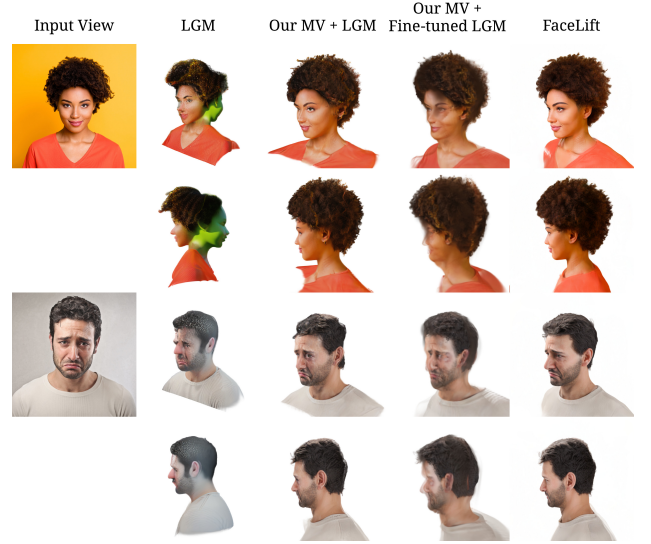 Input View
LGM
Our MV + LGM
Our MV +
Fine-tuned LGM
FaceLift